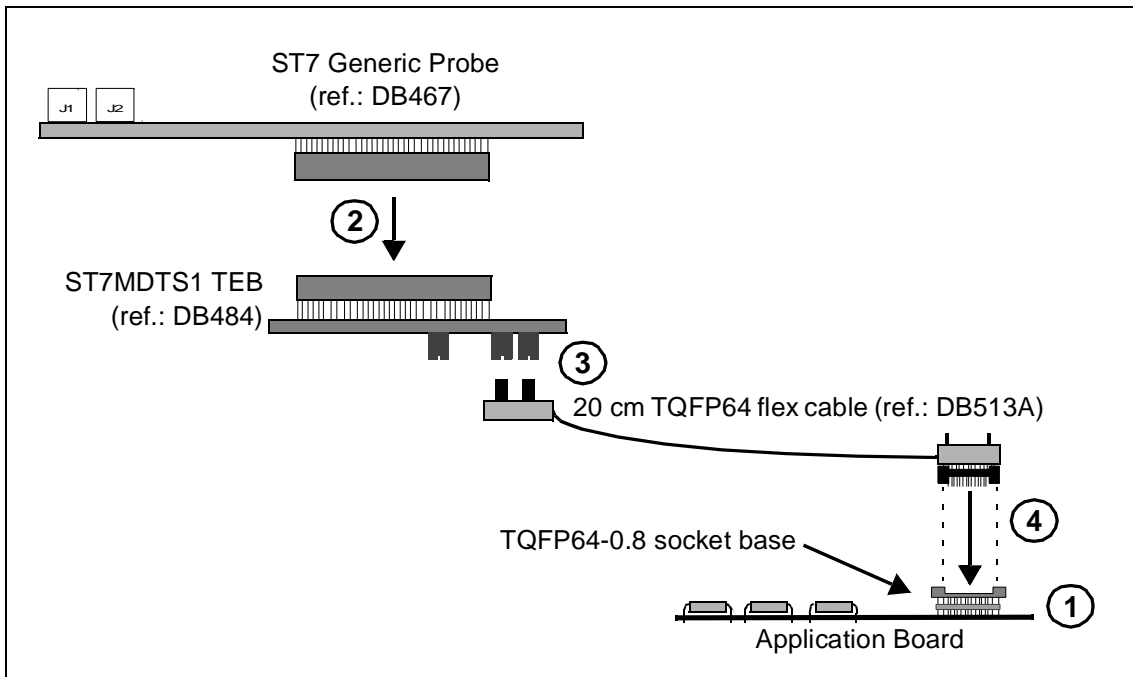 ST7 Generic Probe
(ref.: DB467)
J1 J2
2
ST7MDTS1 TEB
(ref.: DB484)
3
20 cm TQFP64 flex cable (ref.: DB513A)
4
TQFP64-0.8 socket base
1
Application Board